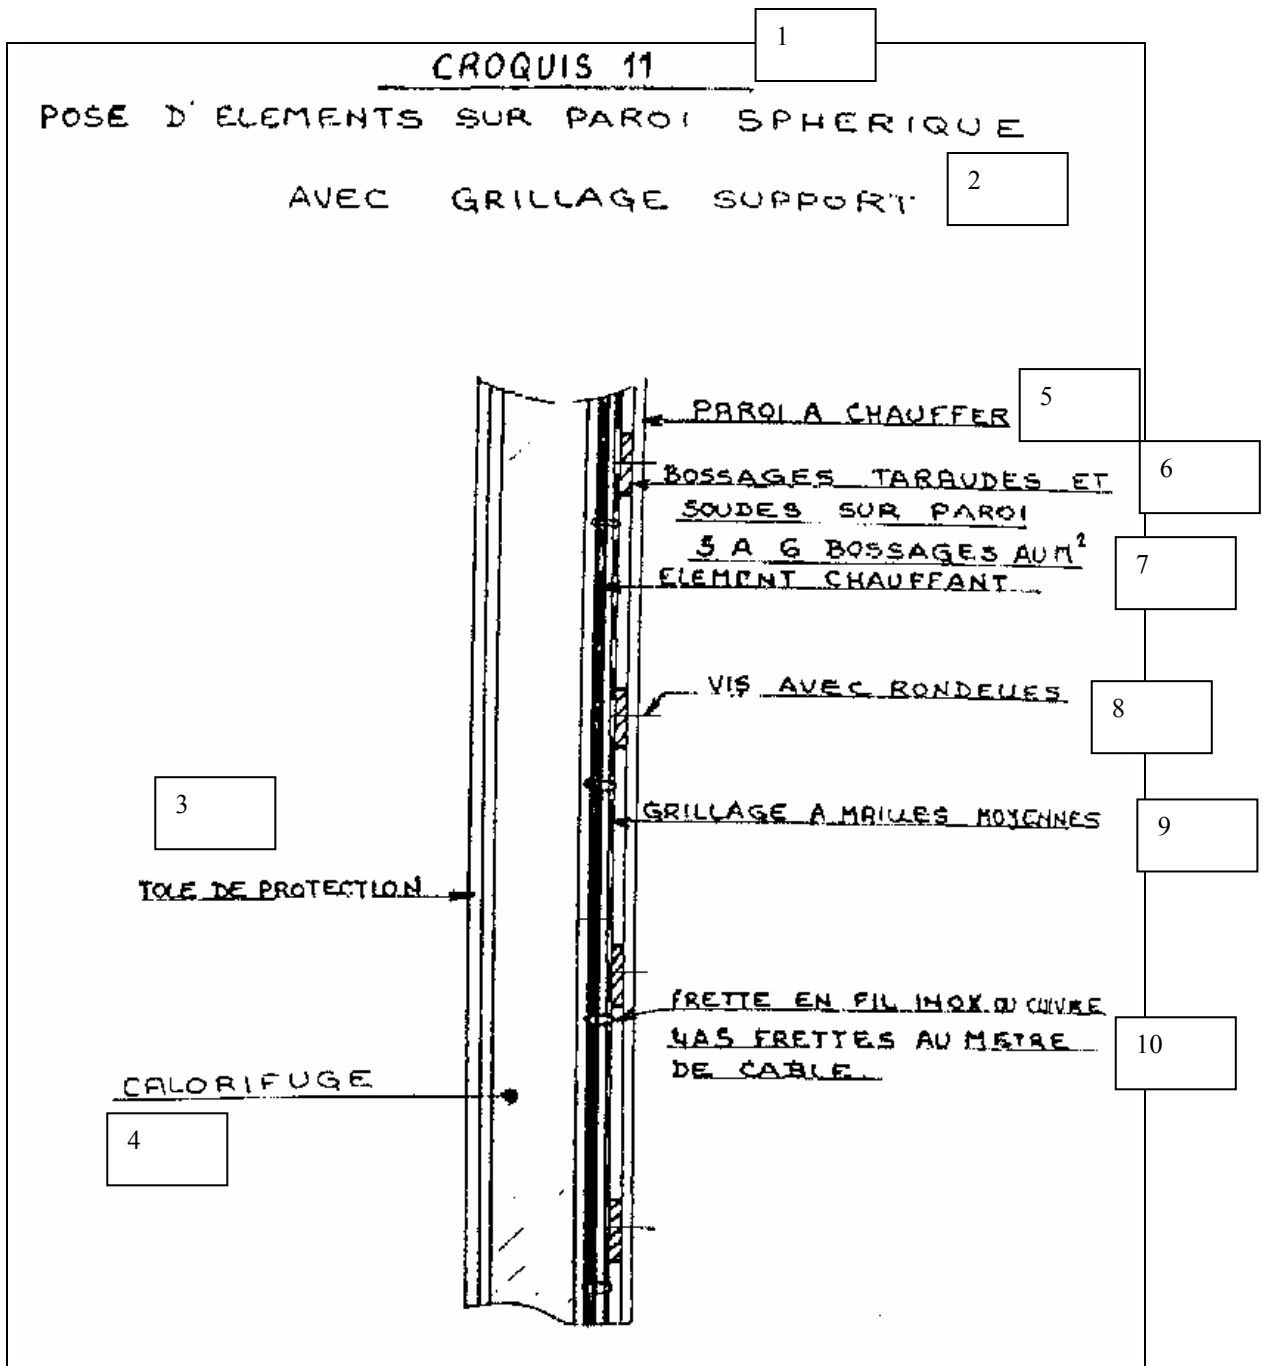 1
CROQUIS 11
POSE D'ELEMENTS SUR PAROI SPHERIQUE
2
AVEC GRILLAGE SUPPORT
PAROI A CHAUFFER
5
BOSSAGES TARAUDES ET
6
SOUDES SUR PAROI
5 A 6 BOSSAGES AU M²
7
ELEMENT CHAUFFANT
VIS AVEC RONDELLES
8
3
GRILLAGE A MAILLES MOYENNES
9
TOLE DE PROTECTION
FRETTE EN FIL INOX OU CUIVRE
4 A 5 FRETTES AU METRE
10
DE CABLE.
CALORIFUGE
4